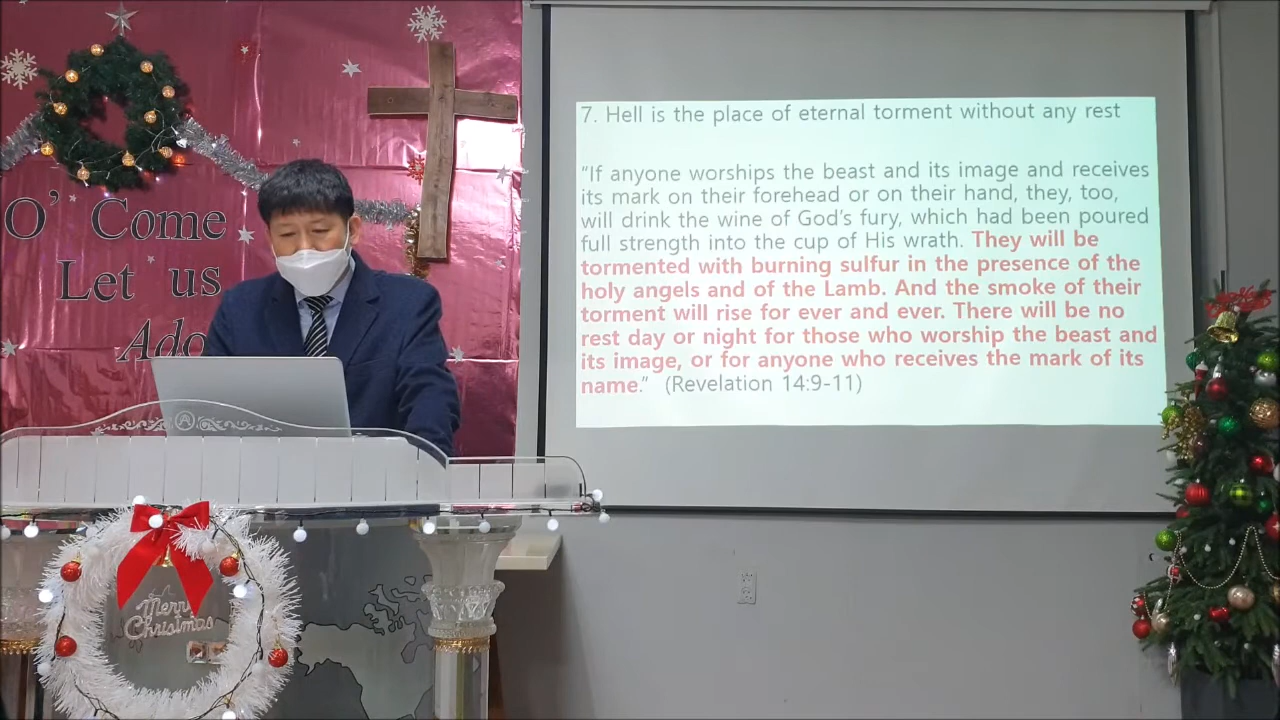 O' Come
Let us
Ado
7. Hell is the place of eternal torment without any rest
“If anyone worships the beast and its image and receives
its mark on their forehead or on their hand, they, too,
will drink the wine of God’s fury, which had been poured
full strength into the cup of His wrath. They will be
tormented with burning sulfur in the presence of the
holy angels and of the Lamb. And the smoke of their
torment will rise for ever and ever. There will be no
rest day or night for those who worship the beast and
its image, or for anyone who receives the mark of its
name.” (Revelation 14:9-11)
Merry
Christmas